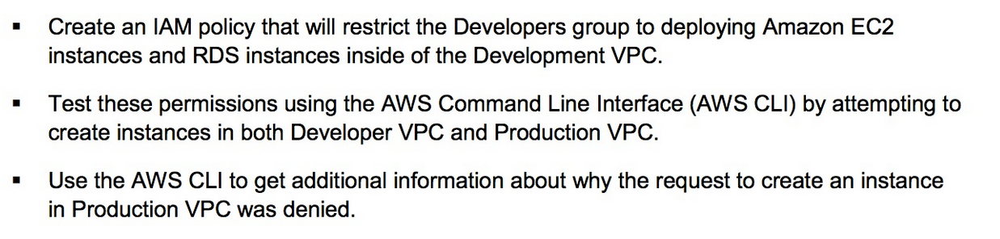 ▪ Create an IAM policy that will restrict the Developers group to deploying Amazon EC2
instances and RDS instances inside of the Development VPC.
▪ Test these permissions using the AWS Command Line Interface (AWS CLI) by attempting to
create instances in both Developer VPC and Production VPC.
▪ Use the AWS CLI to get additional information about why the request to create an instance
in Production VPC was denied.